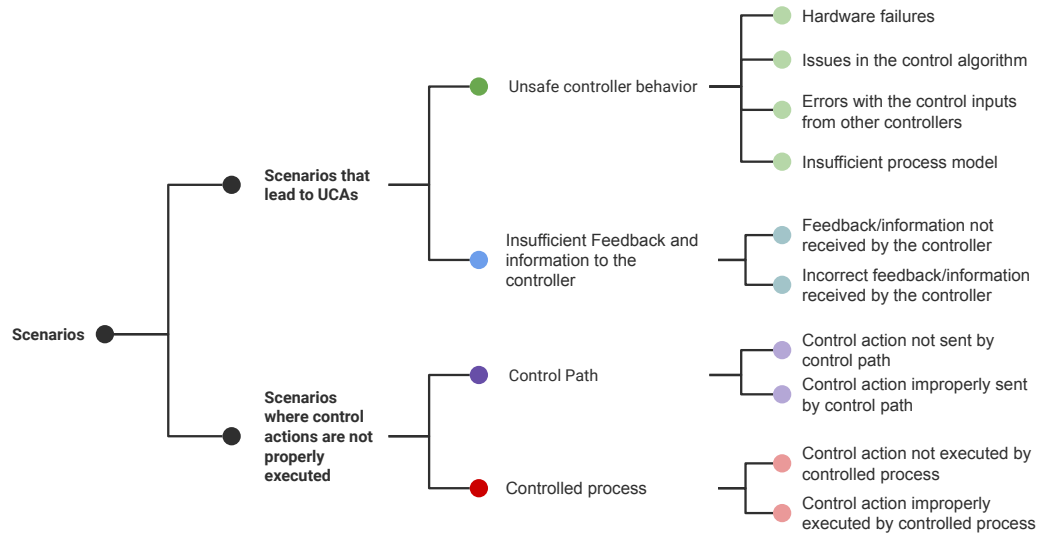 Scenarios
Scenarios that
lead to UCAs
Unsafe controller behavior
Hardware failures
Issues in the control algorithm
Errors with the control inputs
from other controllers
Insufficient process model
Insufficient Feedback and
information to the
controller
Feedback/information not
received by the controller
Incorrect feedback/information
received by the controller
Scenarios
where control
actions are not
properly
executed
Control Path
Control action not sent by
control path
Control action improperly sent
by control path
Controlled process
Control action not executed by
controlled process
Control action improperly
executed by controlled process